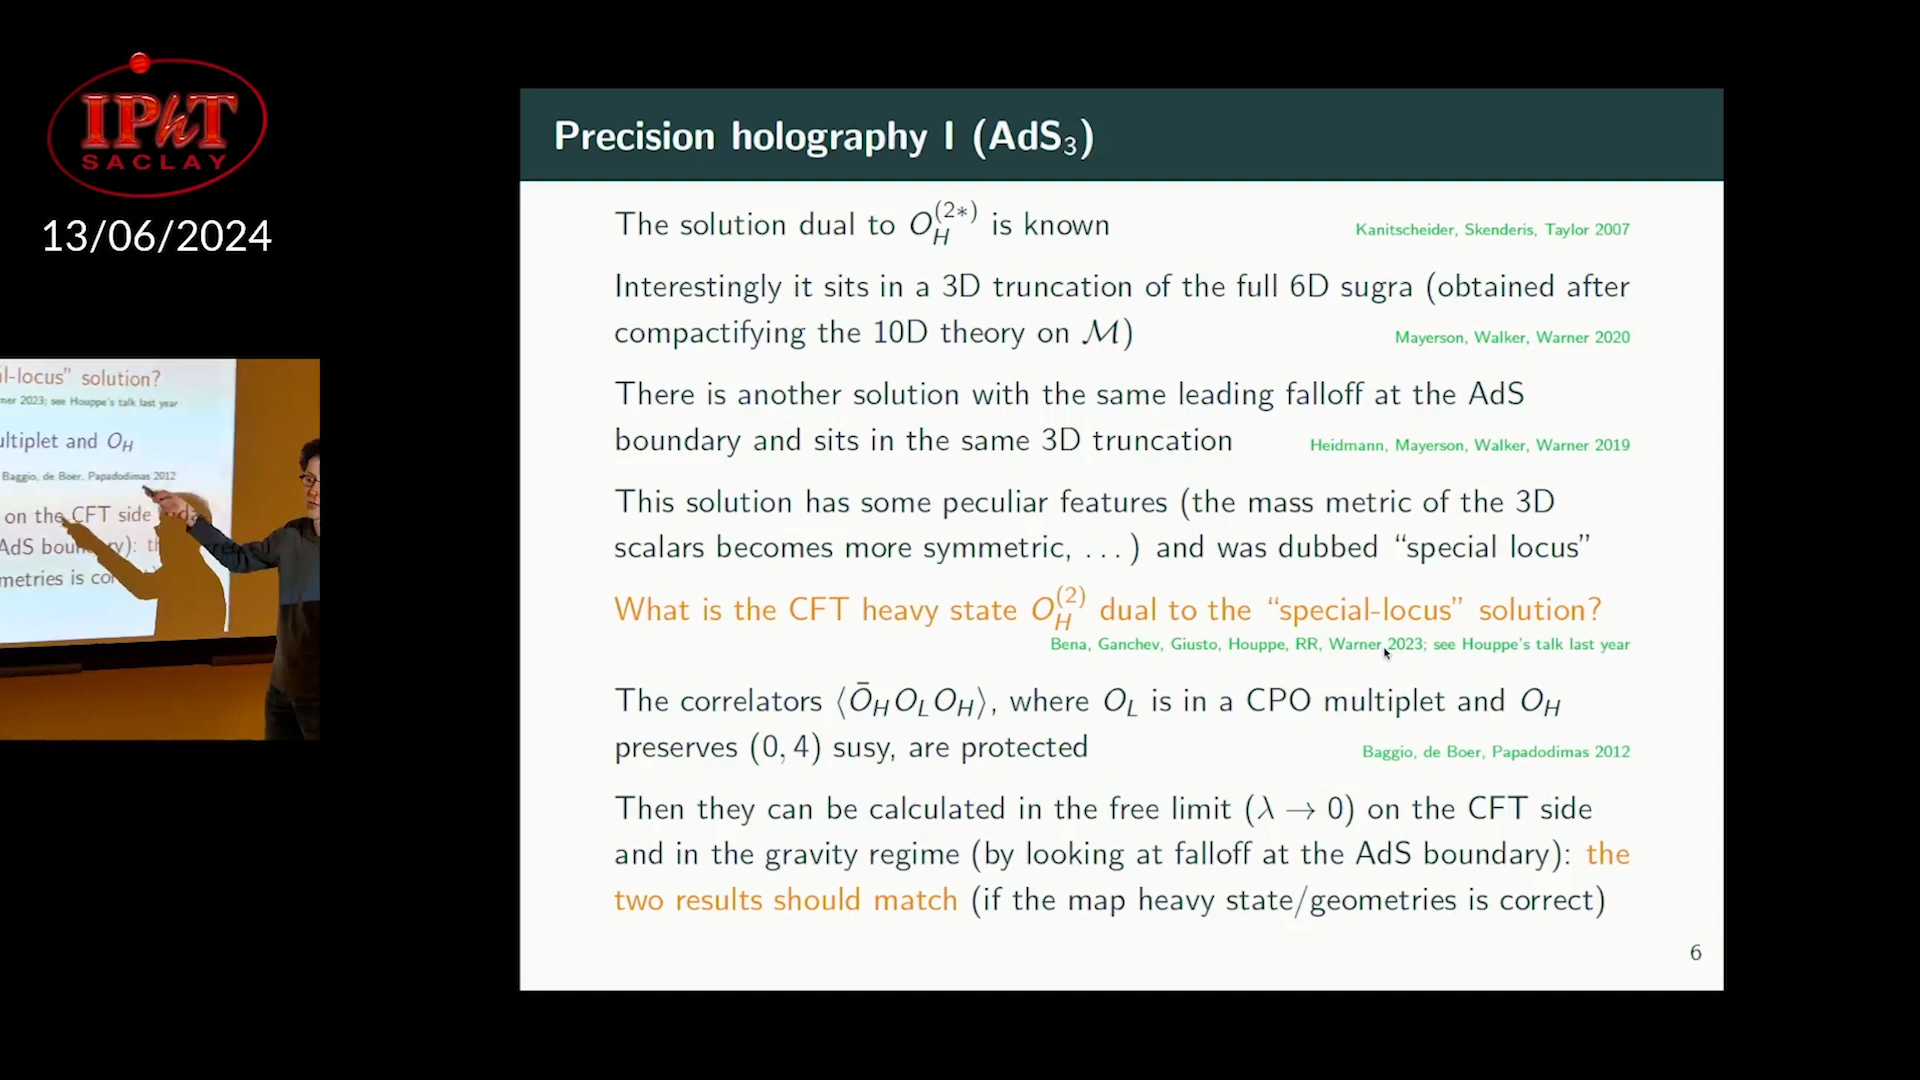 IPhT
SACLAY
13/06/2024
Precision holography I (AdS₃)
The solution dual to O_H^{(2*)} is known
Kanitscheider, Skenderis, Taylor 2007
Interestingly it sits in a 3D truncation of the full 6D sugra (obtained after
compactifying the 10D theory on ℳ)
Mayerson, Walker, Warner 2020
There is another solution with the same leading falloff at the AdS
boundary and sits in the same 3D truncation
Heidmann, Mayerson, Walker, Warner 2019
This solution has some peculiar features (the mass metric of the 3D
scalars becomes more symmetric, ...) and was dubbed “special locus”
What is the CFT heavy state O_H^{(2)} dual to the “special-locus” solution?
Bena, Ganchev, Giusto, Houppe, RR, Warner 2023; see Houppe's talk last year
The correlators ⟨Ō_H O_L O_H⟩, where O_L is in a CPO multiplet and O_H
preserves (0, 4) susy, are protected
Baggio, de Boer, Papadodimas 2012
Then they can be calculated in the free limit (λ → 0) on the CFT side
and in the gravity regime (by looking at falloff at the AdS boundary): the
two results should match (if the map heavy state/geometries is correct)
6
al-locus” solution?
rner 2023; see Houppe's talk last year
ultiplet and O_H
Baggio, de Boer, Papadodimas 2012
on the CFT side
AdS
metries is